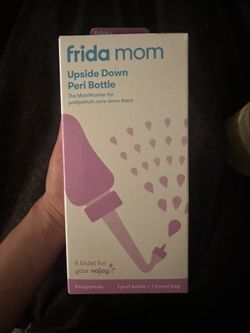 frida mom
Upside Down
Peri Bottle
The MomWasher for
postpartum care down there
A bidet for
your vajay
Postpartum
1 peri bottle + 1 travel bag